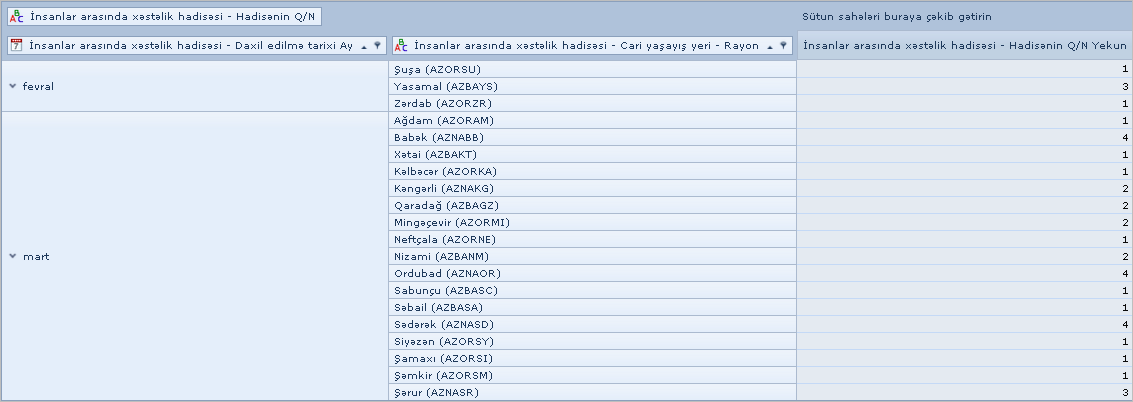 İnsanlar arasında xəstəlik hadisəsi - Hadisənin Q/N
Sütun sahələri buraya çəkib gətirin
İnsanlar arasında xəstəlik hadisəsi - Daxil edilmə tarixi Ay
İnsanlar arasında xəstəlik hadisəsi - Cari yaşayış yeri - Rayon
İnsanlar arasında xəstəlik hadisəsi - Hadisənin Q/N Yekun
fevral
Şuşa (AZORSU) 1
Yasamal (AZBAYS) 3
Zərdab (AZORZR) 1
mart
Ağdam (AZORAM) 1
Babək (AZNABB) 4
Xətai (AZBAKT) 1
Kəlbəcər (AZORKA) 1
Kəngərli (AZNAKG) 2
Qaradağ (AZBAGZ) 2
Mingəçevir (AZORMI) 2
Neftçala (AZORNE) 1
Nizami (AZBANM) 2
Ordubad (AZNAOR) 4
Sabunçu (AZBASC) 1
Səbail (AZBASA) 1
Sədərək (AZNASD) 4
Siyəzən (AZORSY) 1
Şamaxı (AZORSI) 1
Şəmkir (AZORSM) 1
Şərur (AZNASR) 3